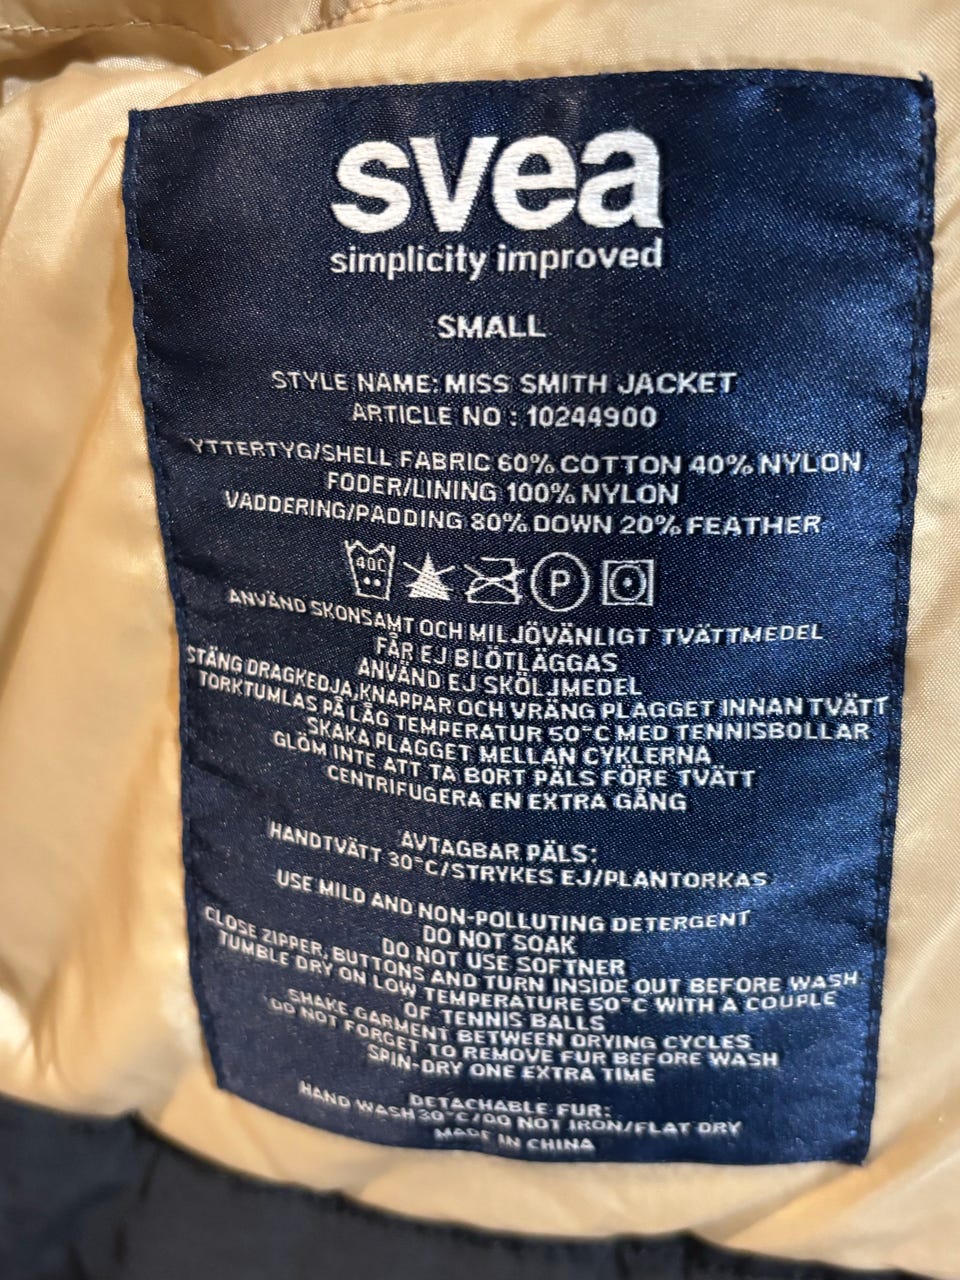 svea
simplicity improved
SMALL
STYLE NAME: MISS SMITH JACKET
ARTICLE NO : 10244900
YTTERTYG/SHELL FABRIC 60% COTTON 40% NYLON
FODER/LINING 100% NYLON
VADDERING/PADDING 80% DOWN 20% FEATHER
40C P
ANVÄND SKONSAMT OCH MILJÖVÄNLIGT TVÄTTMEDEL
FÅR EJ BLÖTLÄGGAS
ANVÄND EJ SKÖLJMEDEL
STÄNG DRAGKEDJA,KNAPPAR OCH VRÄNG PLAGGET INNAN TVÄTT
TORKTUMLAS PÅ LÅG TEMPERATUR 50°C MED TENNISBOLLAR
SKAKA PLAGGET MELLAN CYKLERNA
GLÖM INTE ATT TA BORT PÄLS FÖRE TVÄTT
CENTRIFUGERA EN EXTRA GÅNG
AVTAGBAR PÄLS:
HANDTVÄTT 30°C/STRYKES EJ/PLANTORKAS
USE MILD AND NON-POLLUTING DETERGENT
DO NOT SOAK
DO NOT USE SOFTNER
CLOSE ZIPPER, BUTTONS AND TURN INSIDE OUT BEFORE WASH
TUMBLE DRY ON LOW TEMPERATURE 50°C WITH A COUPLE
OF TENNIS BALLS
SHAKE GARMENT BETWEEN DRYING CYCLES
DO NOT FORGET TO REMOVE FUR BEFORE WASH
SPIN-DRY ONE EXTRA TIME
DETACHABLE FUR:
HAND WASH 30°C/DO NOT IRON/FLAT DRY
MADE IN CHINA